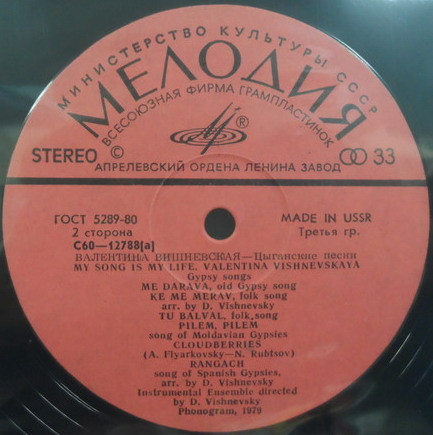 МИНИСТЕРСТВО КУЛЬТУРЫ СССР
МЕЛОДИЯ
ВСЕСОЮЗНАЯ ФИРМА ГРАМПЛАСТИНОК
®
STEREO © 33
АПРЕЛЕВСКИЙ ОРДЕНА ЛЕНИНА ЗАВОД
ГОСТ 5289-80 MADE IN USSR
2 сторона Третья гр.
С60—12788(а)
ВАЛЕНТИНА ВИШНЕВСКАЯ—Цыганские песни
MY SONG IS MY LIFE. VALENTINA VISHNEVSKAYA
Gypsy songs
ME DARAVA, old Gypsy song
KE ME MERAV, folk song
arr. by D. Vishnevsky
TU BALVAL, folk song
PILEM, PILEM
song of Moldavian Gypsies
CLOUDBERRIES
(A. Flyarkovsky—N. Rubtsov)
RANGACH
song of Spanish Gypsies,
arr. by D. Vishnevsky
Instrumental Ensemble directed
by D. Vishnevsky
Phonogram, 1979